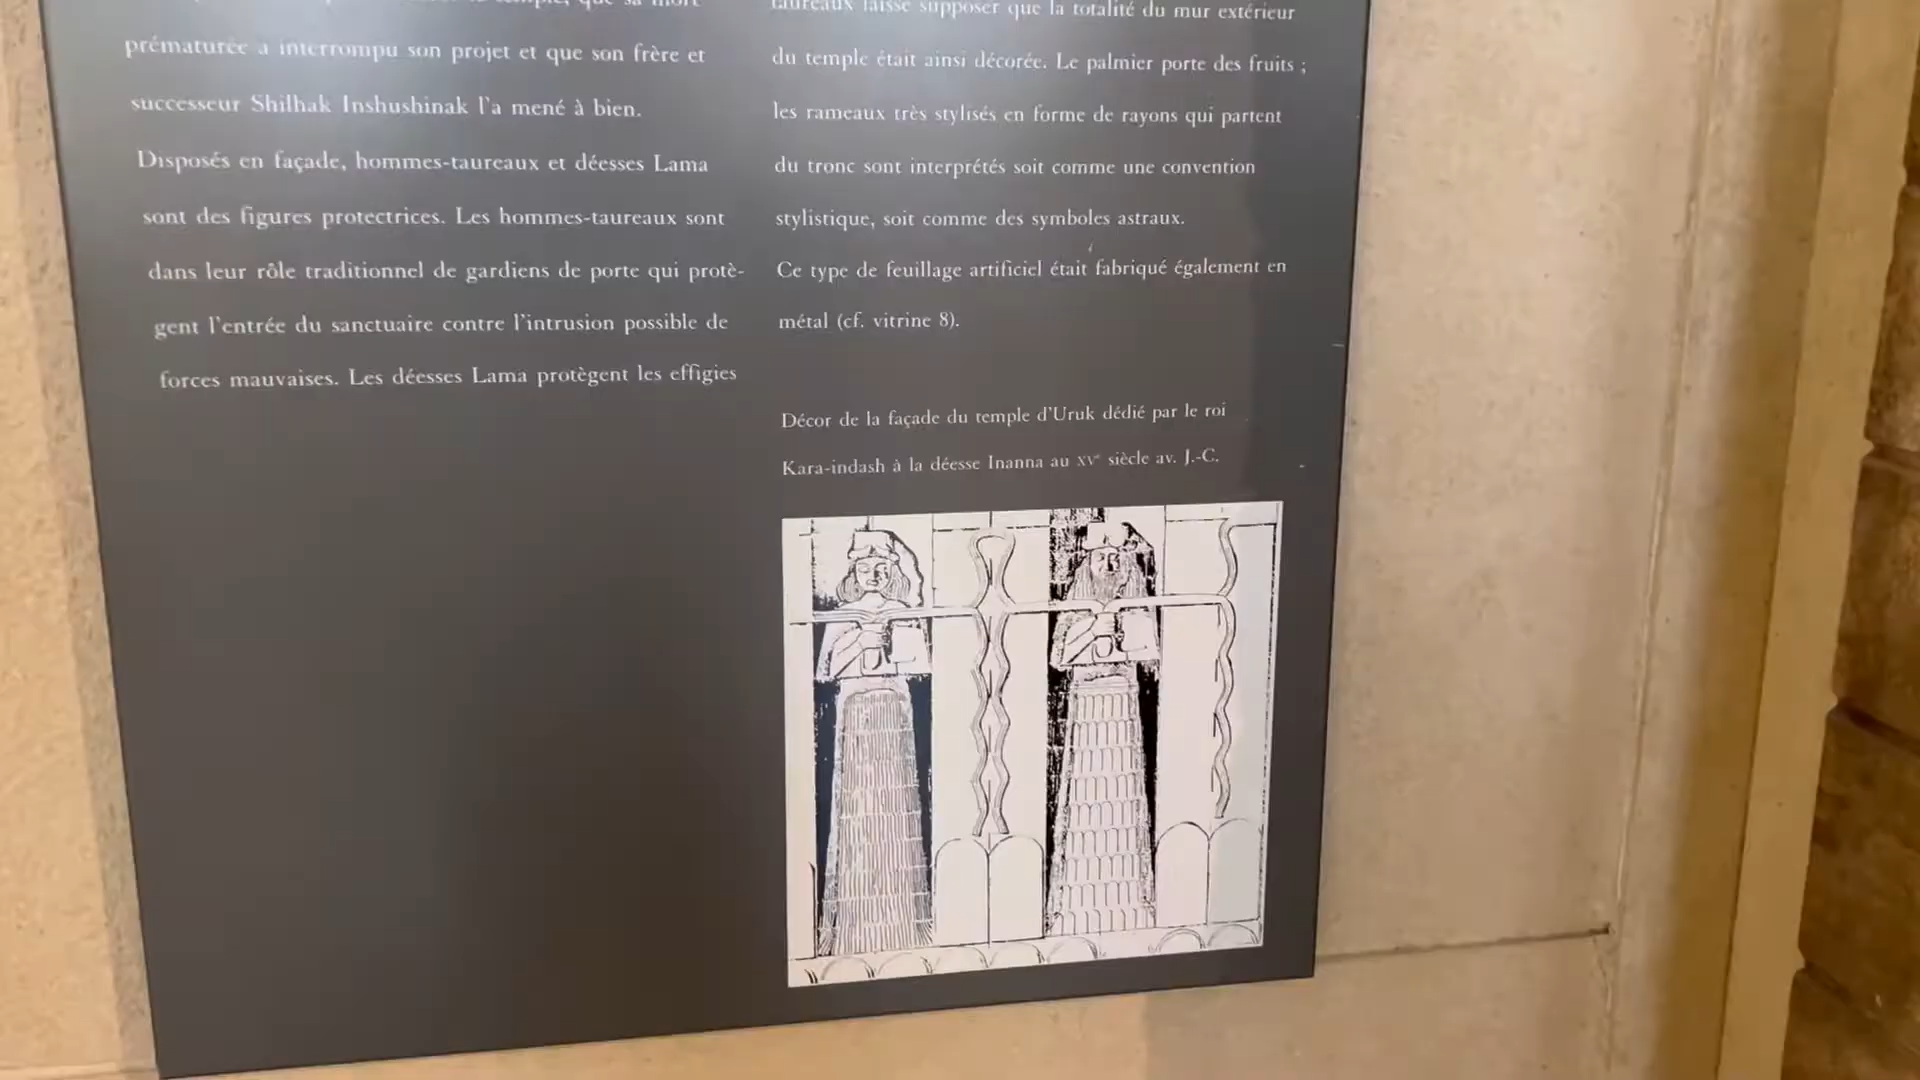 prématurée a interrompu son projet et que son frère et
successeur Shilhak Inshushinak l'a mené à bien.
Disposés en façade, hommes-taureaux et déesses Lama
sont des figures protectrices. Les hommes-taureaux sont
dans leur rôle traditionnel de gardiens de porte qui protè-
gent l'entrée du sanctuaire contre l'intrusion possible de
forces mauvaises. Les déesses Lama protègent les effigies
taureaux laisse supposer que la totalité du mur extérieur
du temple était ainsi décorée. Le palmier porte des fruits ;
les rameaux très stylisés en forme de rayons qui partent
du tronc sont interprétés soit comme une convention
stylistique, soit comme des symboles astraux.
Ce type de feuillage artificiel était fabriqué également en
métal (cf. vitrine 8).
Décor de la façade du temple d'Uruk dédié par le roi
Kara-indash à la déesse Inanna au XVe siècle av. J.-C.